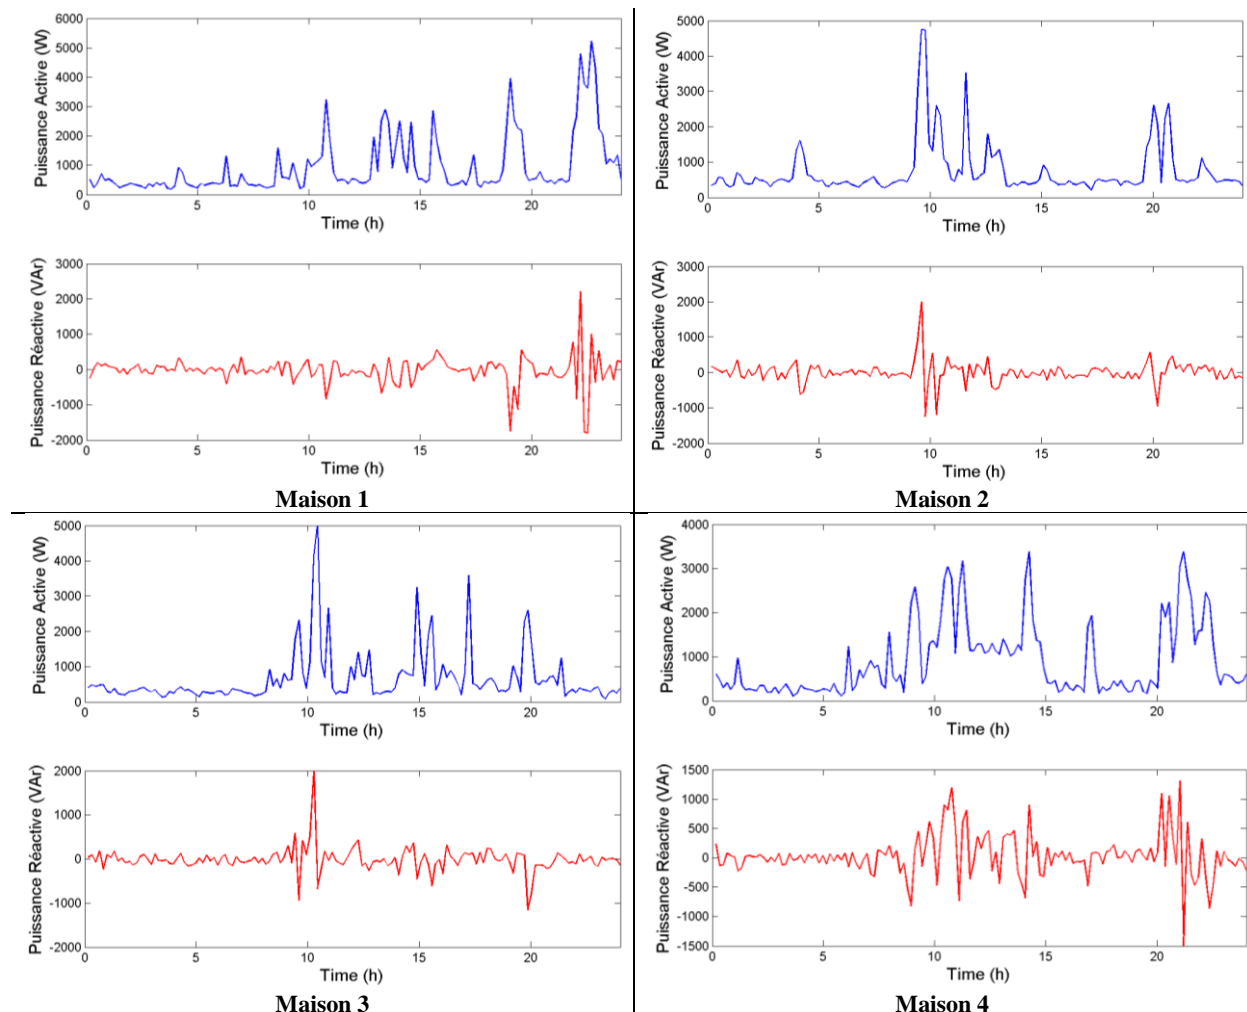 Puissance Active (W)
6000
5000
4000
3000
2000
1000
0
0 5 10 15 20
Time (h)
Puissance Réactive (VAr)
3000
2000
1000
0
-1000
-2000
0 5 10 15 20
Time (h)
Maison 1
Puissance Active (W)
5000
4000
3000
2000
1000
0
0 5 10 15 20
Time (h)
Puissance Réactive (VAr)
3000
2000
1000
0
-1000
-2000
0 5 10 15 20
Time (h)
Maison 2
Puissance Active (W)
5000
4000
3000
2000
1000
0
0 5 10 15 20
Time (h)
Puissance Réactive (VAr)
2000
1000
0
-1000
-2000
0 5 10 15 20
Time (h)
Maison 3
Puissance Active (W)
4000
3000
2000
1000
0
0 5 10 15 20
Time (h)
Puissance Réactive (VAr)
1500
1000
500
0
-500
-1000
-1500
0 5 10 15 20
Time (h)
Maison 4